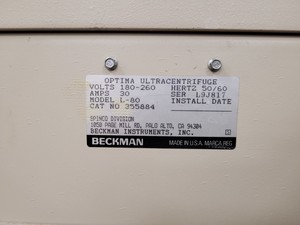 OPTIMA ULTRACENTRIFUGE
VOLTS 180-260 HERTZ 50/60
AMPS 30 SER L9J817
MODEL L-80 INSTALL DATE
CAT NO 355884
SPINCO DIVISION
1050 PAGE MILL RD, PALO ALTO, CA 94304
BECKMAN INSTRUMENTS, INC.
BECKMAN MADE IN U.S.A. MARCA REG